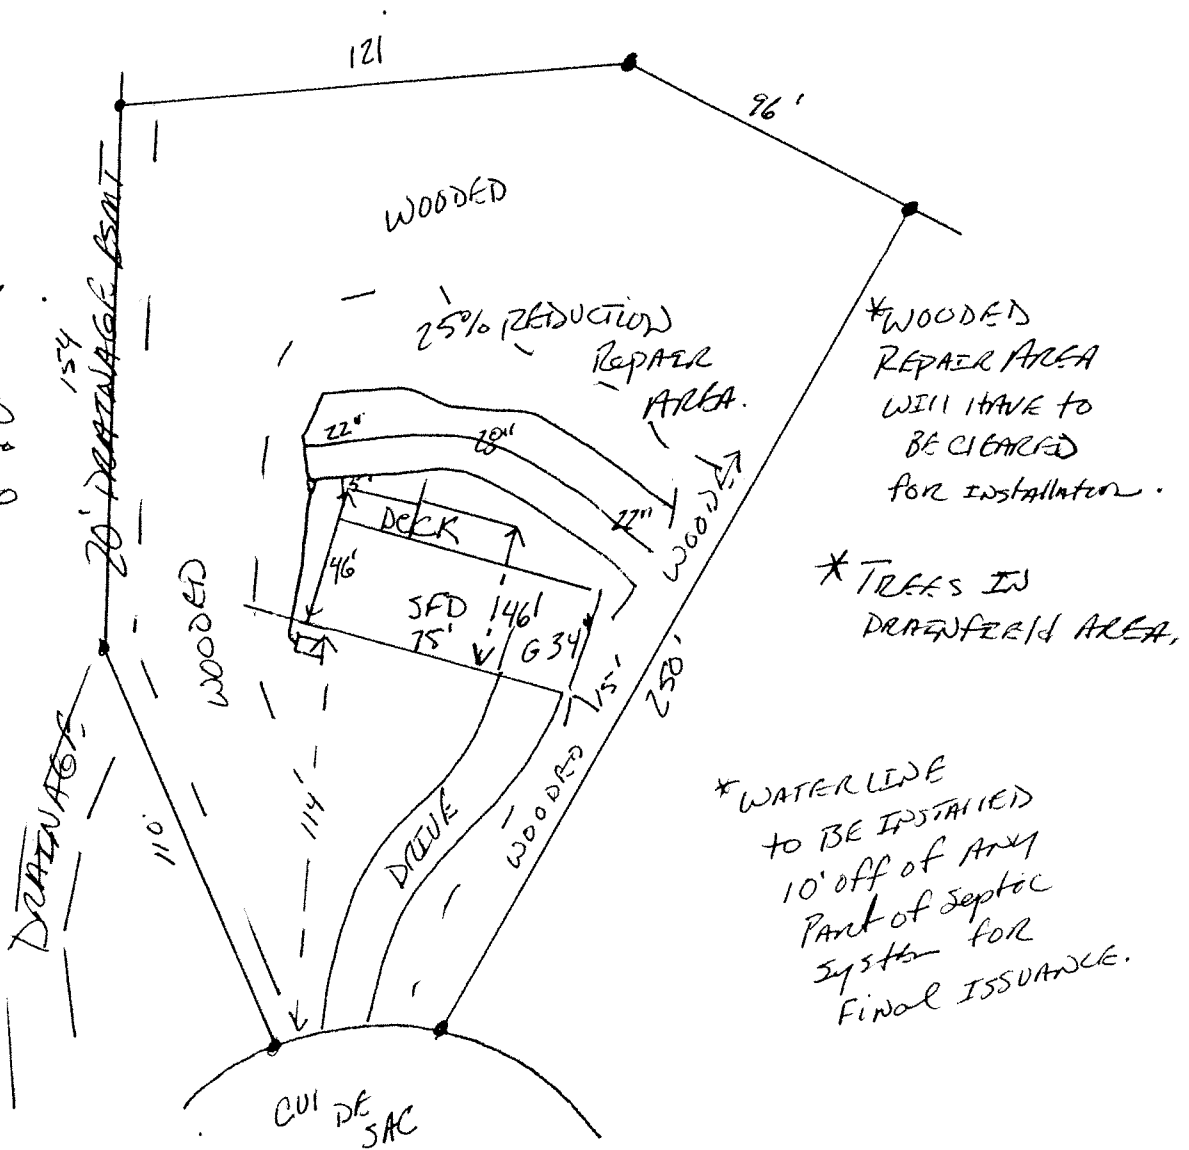 121
96'
WOODED
20' DRAINAGE ESMT
154
25% REDUCTION
REPAIR
AREA.
*WOODED
REPAIR AREA
WILL HAVE TO
BE CLEARED
FOR INSTALLATION.
22"
20"
22"
DECK
46'
SFD
75'
46'
G 34'
15'
WOODED
WOODED
250'
*TREES IN
DRAINFIELD AREA.
DRAINAGE
110'
114'
DRIVE
WOODED
*WATERLINE
TO BE INSTALLED
10' OFF OF ANY
PART OF SEPTIC
SYSTEM FOR
FINAL ISSUANCE.
CUL DE
SAC